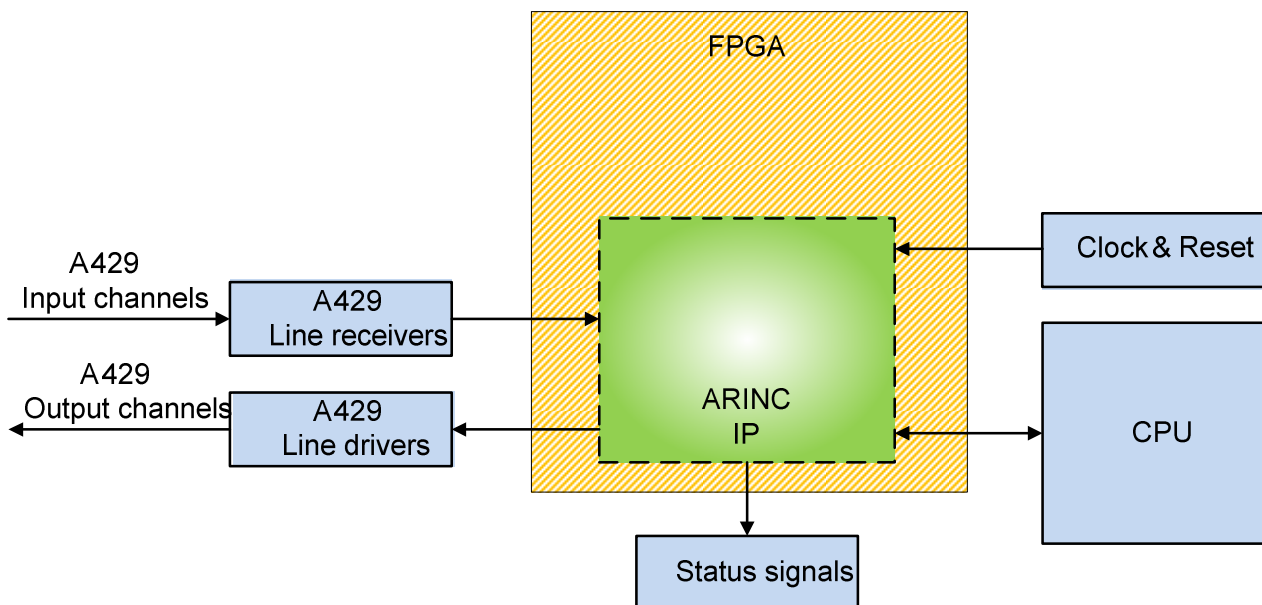 FPGA
A429
Input channels
A429
Line receivers
A429
Output channels
A429
Line drivers
ARINC
IP
Clock & Reset
CPU
Status signals